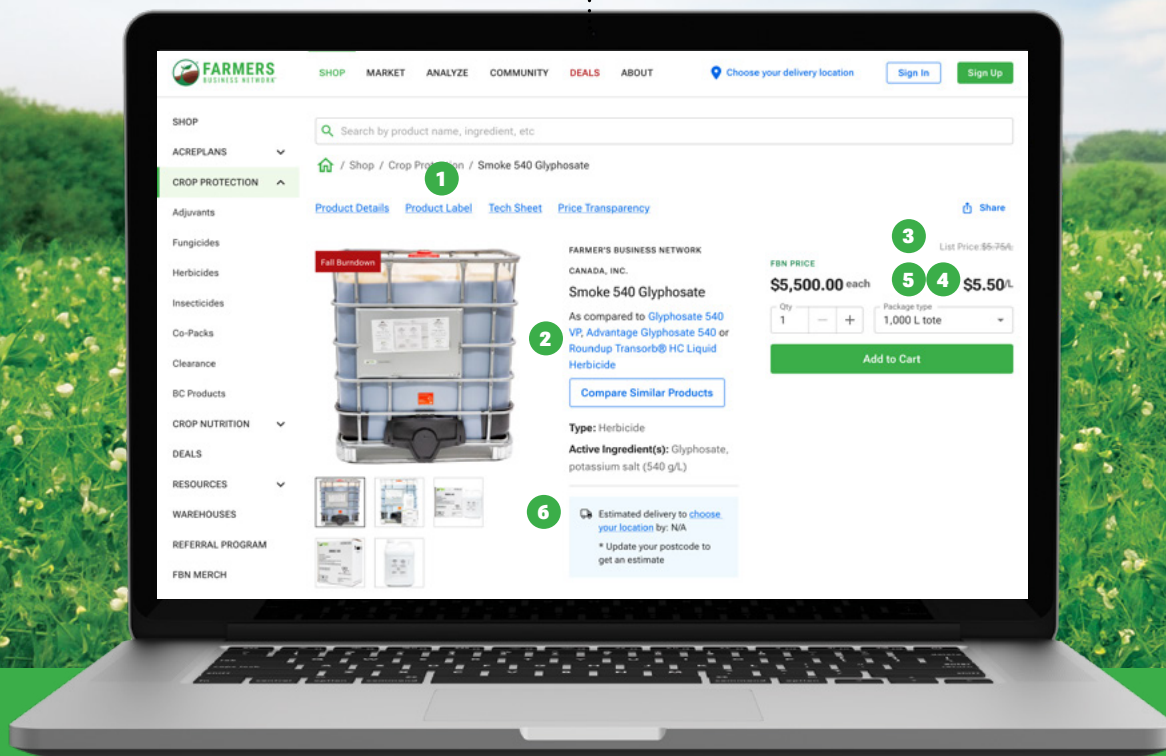 FARMERS
BUSINESS NETWORK
SHOP
MARKET
ANALYZE
COMMUNITY
DEALS
ABOUT
Choose your delivery location
Sign In
Sign Up
SHOP
ACREPLANS
CROP PROTECTION
Adjuvants
Fungicides
Herbicides
Insecticides
Co-Packs
Clearance
BC Products
CROP NUTRITION
DEALS
RESOURCES
WAREHOUSES
REFERRAL PROGRAM
FBN MERCH
Search by product name, ingredient, etc
/ Shop / Crop Protection / Smoke 540 Glyphosate
1
Product Details
Product Label
Tech Sheet
Price Transparency
Share
Fall Burndown
FARMER'S BUSINESS NETWORK
CANADA, INC.
Smoke 540 Glyphosate
2
As compared to Glyphosate 540
VP, Advantage Glyphosate 540 or
Roundup Transorb® HC Liquid
Herbicide
Compare Similar Products
Type: Herbicide
Active Ingredient(s): Glyphosate,
potassium salt (540 g/L)
6
Estimated delivery to choose
your location by: N/A
* Update your postcode to
get an estimate
3
List Price: $5.75/L
FBN PRICE
$5,500.00 each
5
4
$5.50/L
Qty
1
Package type
1,000 L tote
Add to Cart